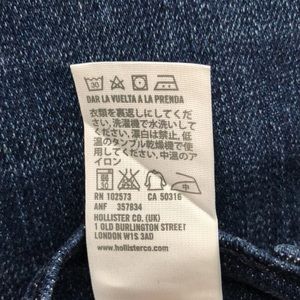 30
DAR LA VUELTA A LA PRENDA
衣類を裏返しにしてくだ
さい。洗濯機で水洗いして
ください。漂白は禁止。低
温のタンブル乾燥機で使
用してください。中温のア
イロン
30 中
RN 102573 CA 50316
ANF 357834
HOLLISTER CO. (UK)
1 OLD BURLINGTON STREET
LONDON W1S 3AD
www.hollisterco.com